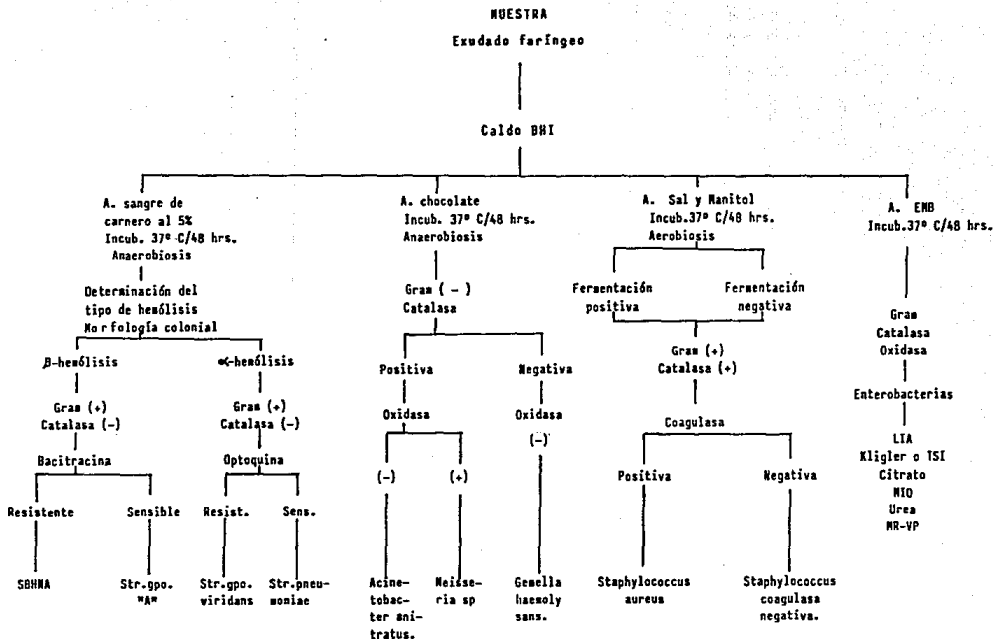 MUESTRA
Exudado faríngeo
Caldo BHI
A. sangre de
carnero al 5%
Incub. 37º C/48 hrs.
Anaerobiosis
Determinación del
tipo de hemólisis
Morfología colonial
β-hemólisis
Gram (+)
Catalasa (-)
Bacitracina
Resistente
Sensible
SBHNA
Str.gpo.
"A"
∝-hemólisis
Gram (+)
Catalasa (-)
Optoquina
Resist.
Sens.
Str.gpo.
viridans
Str.pneu-
moniae
A. chocolate
Incub. 37º C/48 hrs.
Anaerobiosis
Gram ( - )
Catalasa
Positiva
Oxidasa
(-)
(+)
Acine-
tobac-
ter ani-
tratus.
Neisse-
ria sp
Negativa
Oxidasa
(-)
Gemella
haemoly
sans.
A. Sal y Manitol
Incub.37º C/48 hrs.
Aerobiosis
Fermentación
positiva
Fermentación
negativa
Gram (+)
Catalasa (+)
Coagulasa
Positiva
Negativa
Staphylococcus
aureus
Staphylococcus
coagulasa
negativa.
A. EMB
Incub.37º C/48 hrs.
Gram
Catalasa
Oxidasa
Enterobacterias
LIA
Kligler o TSI
Citrato
MIO
Urea
MR-VP